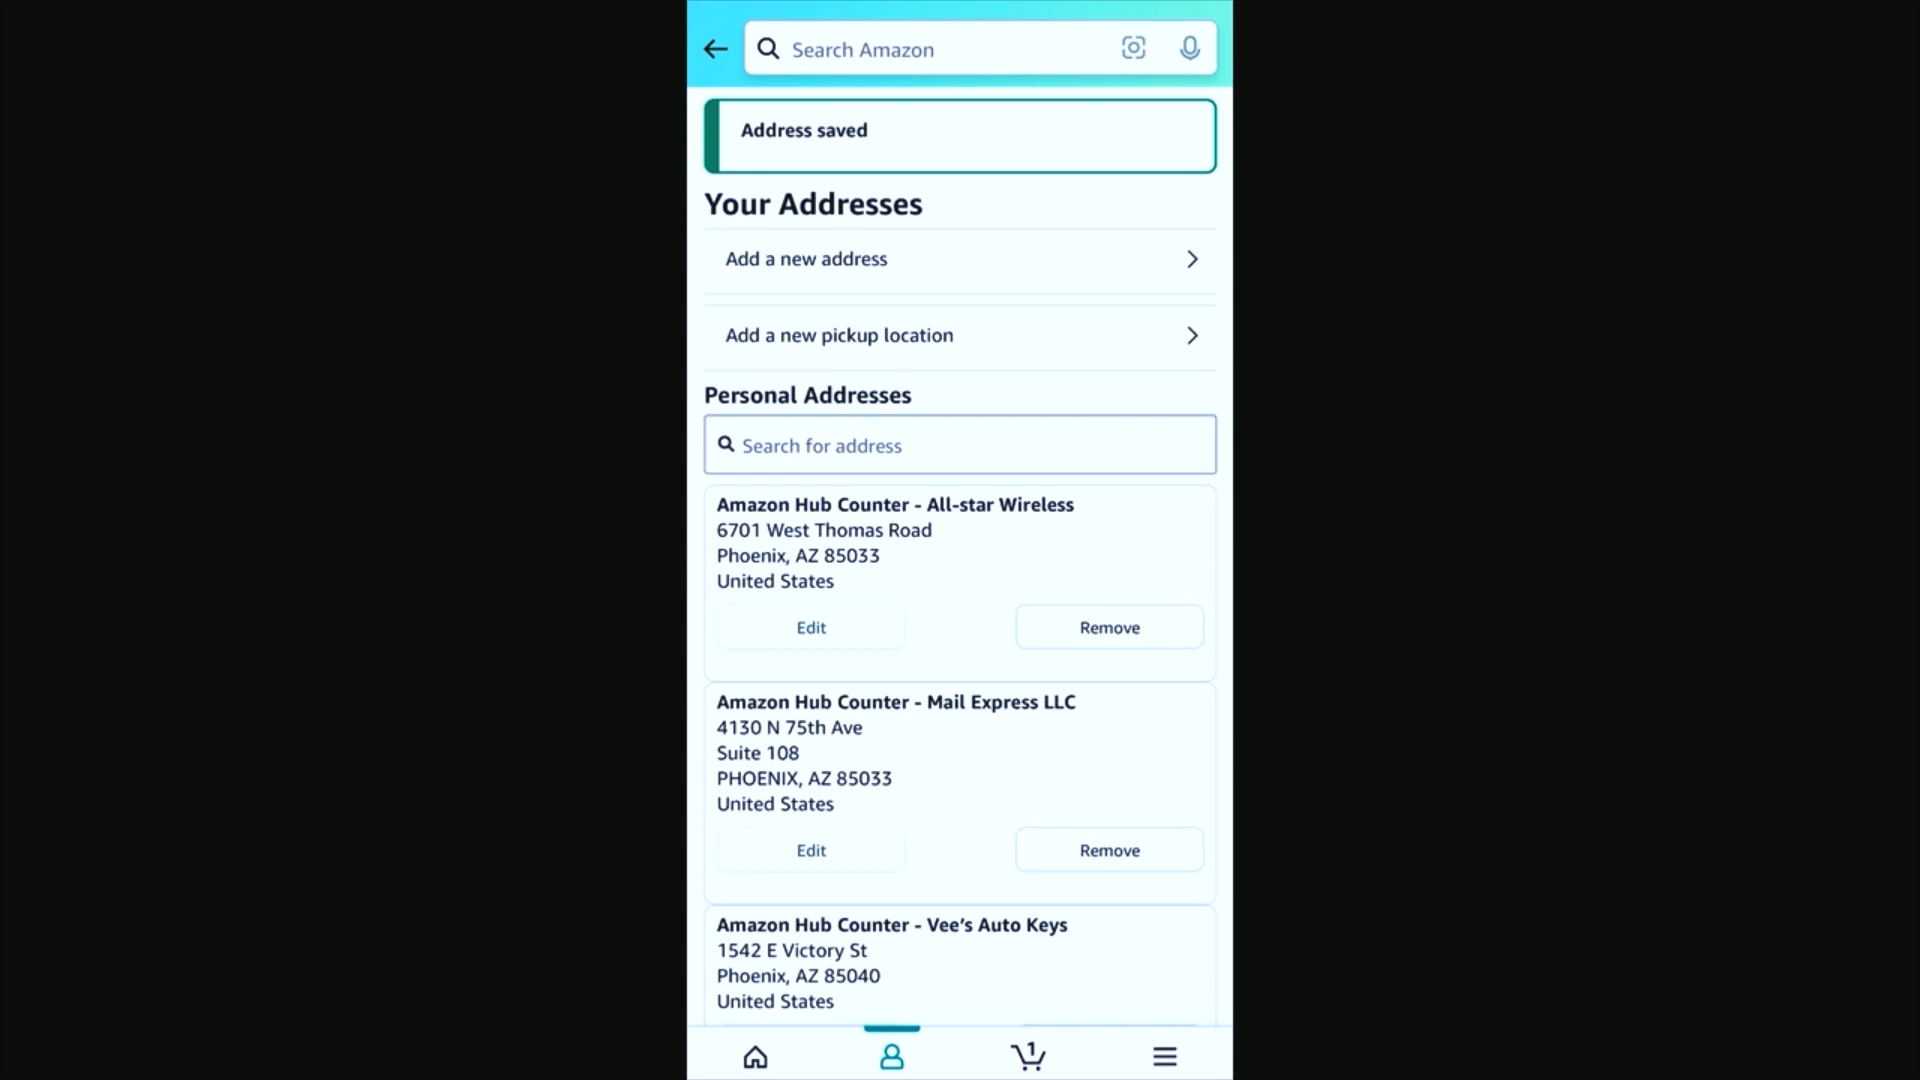 Search Amazon
Address saved
Your Addresses
Add a new address
Add a new pickup location
Personal Addresses
Search for address
Amazon Hub Counter - All-star Wireless
6701 West Thomas Road
Phoenix, AZ 85033
United States
Edit
Remove
Amazon Hub Counter - Mail Express LLC
4130 N 75th Ave
Suite 108
PHOENIX, AZ 85033
United States
Edit
Remove
Amazon Hub Counter - Vee’s Auto Keys
1542 E Victory St
Phoenix, AZ 85040
United States
1